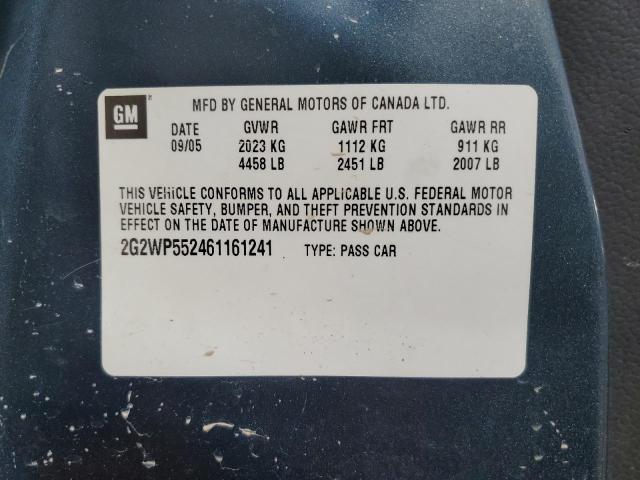 GM
MFD BY GENERAL MOTORS OF CANADA LTD.
DATE GVWR GAWR FRT GAWR RR
09/05 2023 KG 1112 KG 911 KG
4458 LB 2451 LB 2007 LB
THIS VEHICLE CONFORMS TO ALL APPLICABLE U.S. FEDERAL MOTOR
VEHICLE SAFETY, BUMPER, AND THEFT PREVENTION STANDARDS IN
EFFECT ON THE DATE OF MANUFACTURE SHOWN ABOVE.
2G2WP552461161241 TYPE: PASS CAR